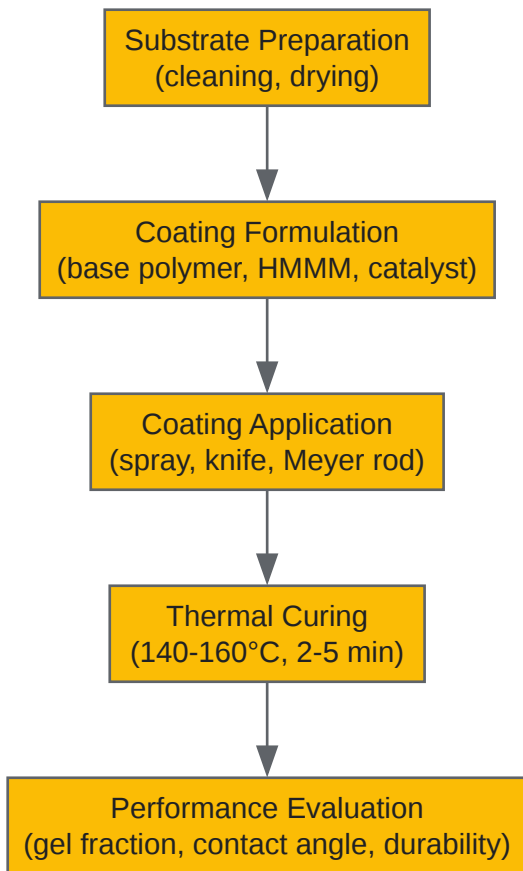 Substrate Preparation
(cleaning, drying)
Coating Formulation
(base polymer, HMMM, catalyst)
Coating Application
(spray, knife, Meyer rod)
Thermal Curing
(140-160°C, 2-5 min)
Performance Evaluation
(gel fraction, contact angle, durability)